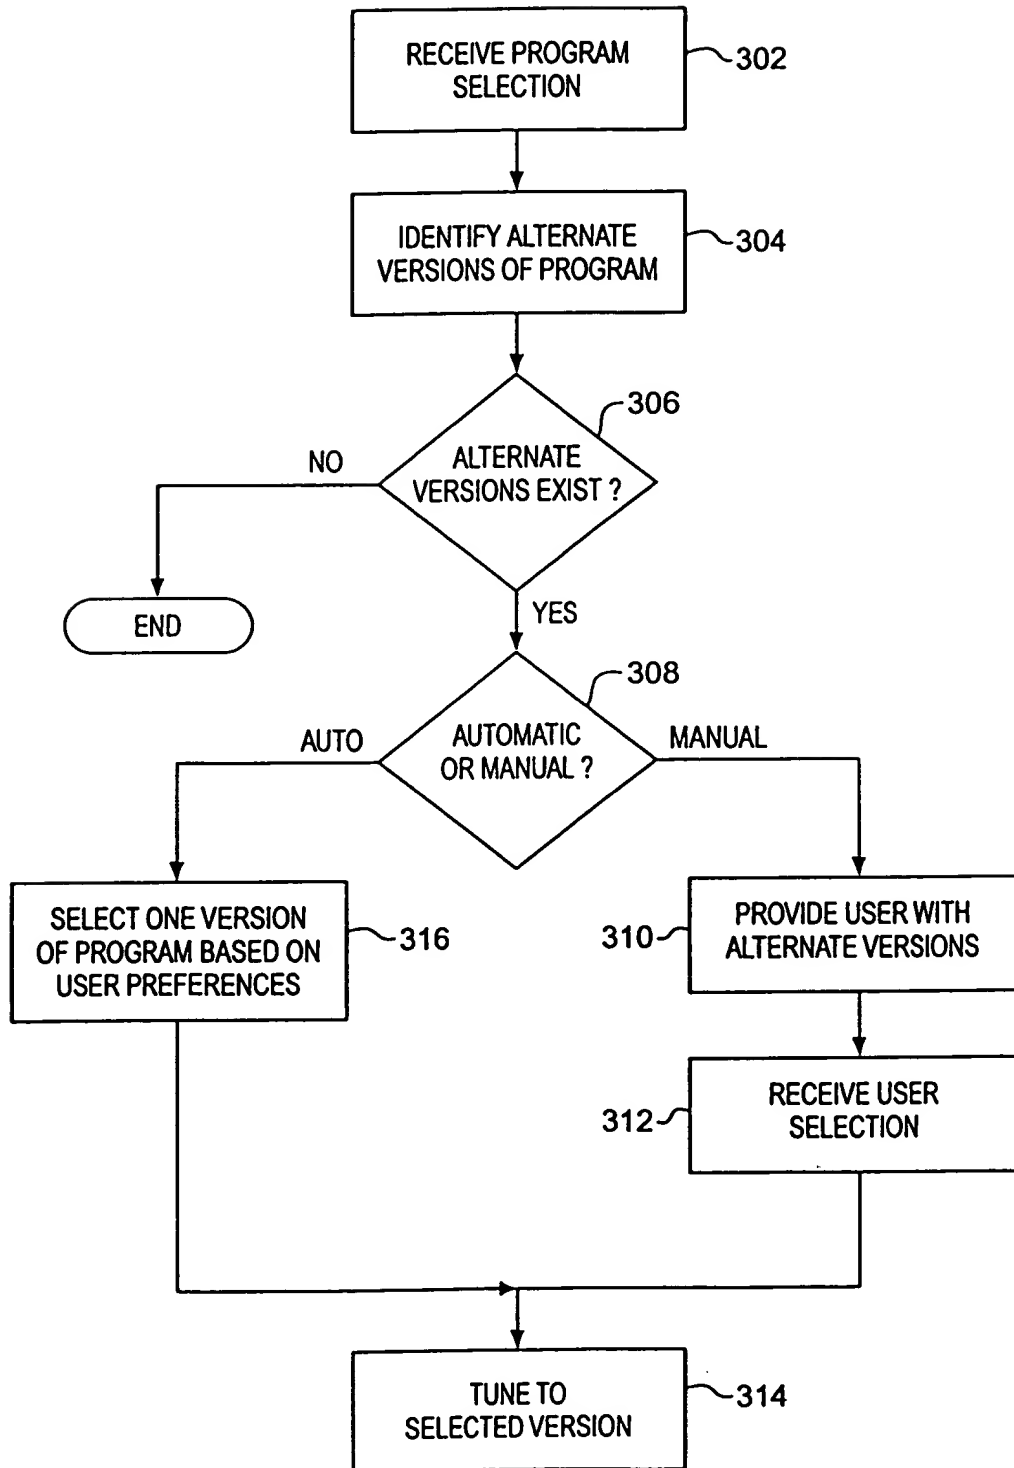 RECEIVE PROGRAM
SELECTION
302
IDENTIFY ALTERNATE
VERSIONS OF PROGRAM
304
306
ALTERNATE
VERSIONS EXIST ?
NO
END
YES
308
AUTOMATIC
OR MANUAL ?
AUTO
MANUAL
SELECT ONE VERSION
OF PROGRAM BASED ON
USER PREFERENCES
316
310
PROVIDE USER WITH
ALTERNATE VERSIONS
312
RECEIVE USER
SELECTION
TUNE TO
SELECTED VERSION
314